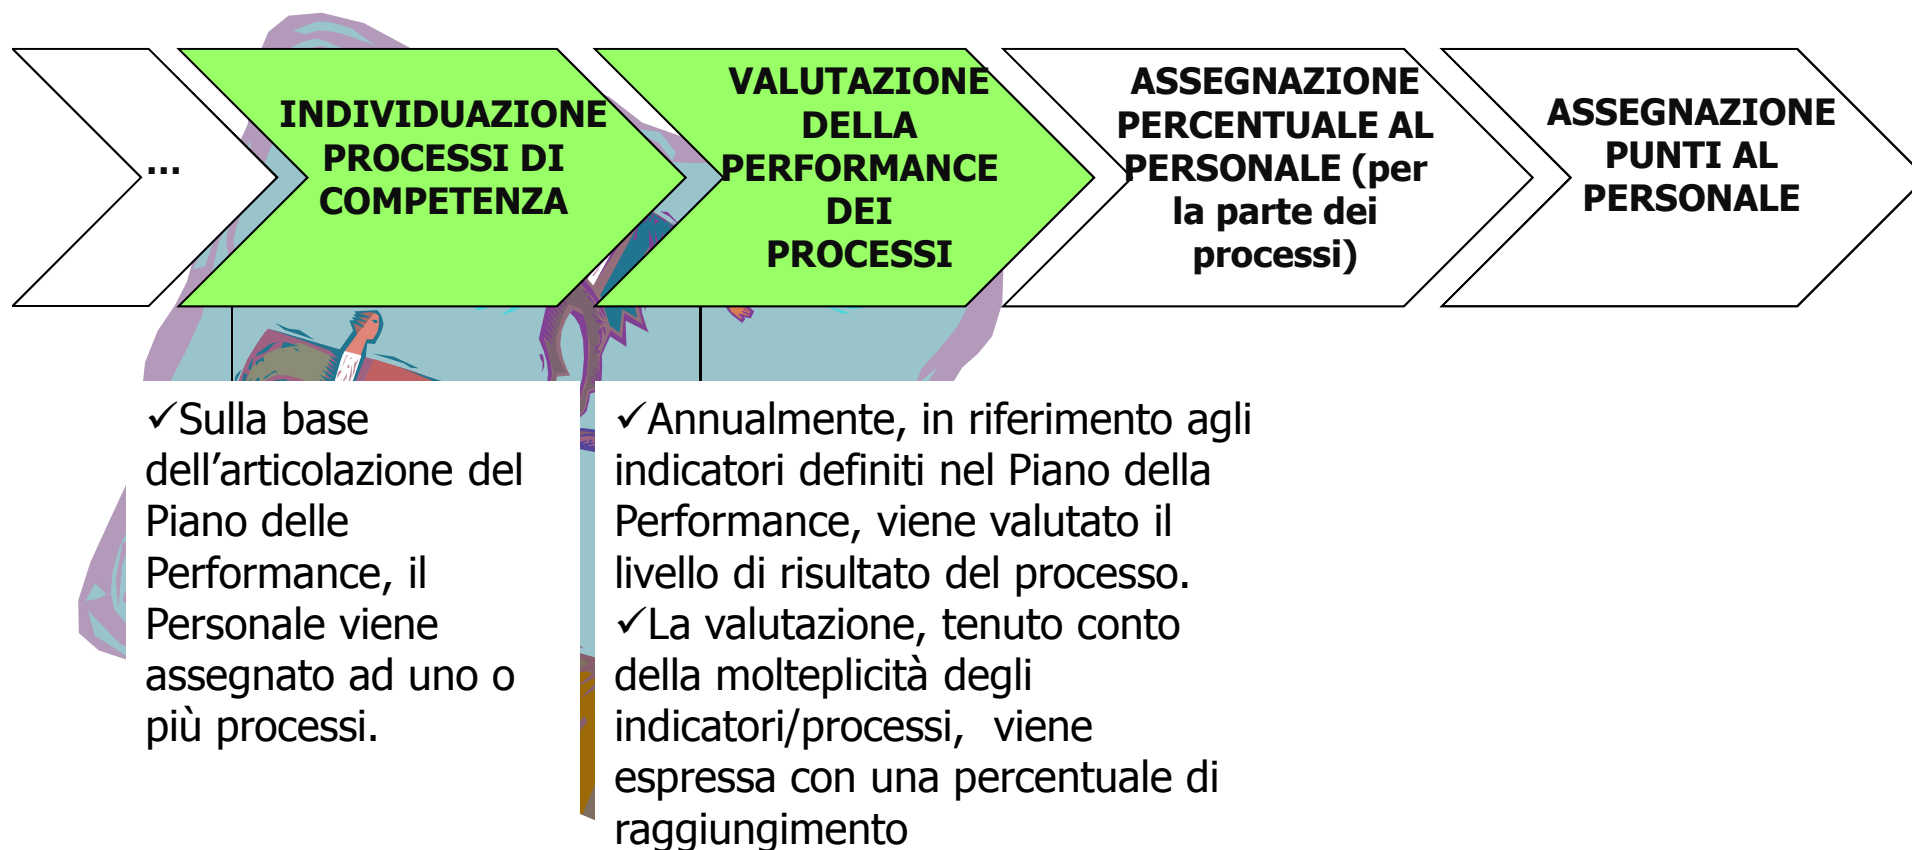 ...
INDIVIDUAZIONE
PROCESSI DI
COMPETENZA
VALUTAZIONE
DELLA
PERFORMANCE
DEI
PROCESSI
ASSEGNAZIONE
PERCENTUALE AL
PERSONALE (per
la parte dei
processi)
ASSEGNAZIONE
PUNTI AL
PERSONALE
✓Sulla base
dell’articolazione del
Piano delle
Performance, il
Personale viene
assegnato ad uno o
più processi.
✓Annualmente, in riferimento agli
indicatori definiti nel Piano della
Performance, viene valutato il
livello di risultato del processo.
✓La valutazione, tenuto conto
della molteplicità degli
indicatori/processi,  viene
espressa con una percentuale di
raggiungimento